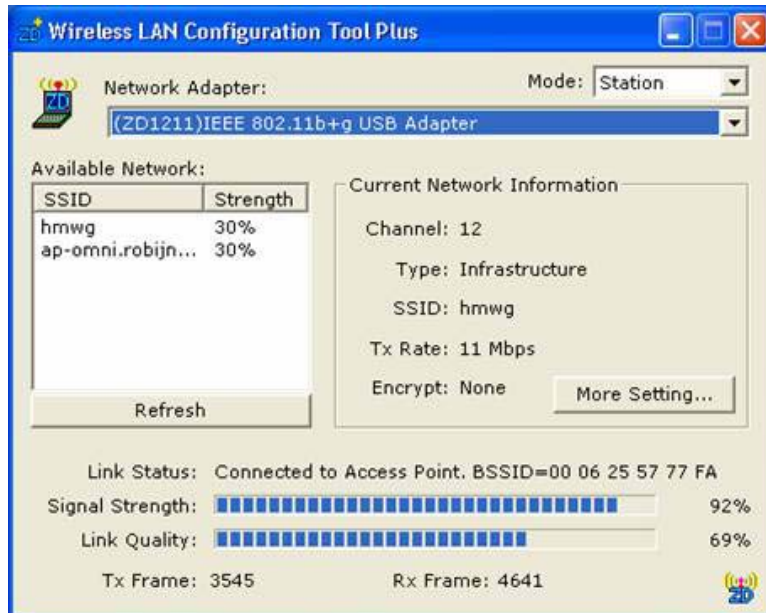 Wireless LAN Configuration Tool Plus
Network Adapter:
Mode: Station
(ZD1211)IEEE 802.11b+g USB Adapter
Available Network:
SSID Strength
hmwg 30%
ap-omni.robijn... 30%
Refresh
Current Network Information
Channel: 12
Type: Infrastructure
SSID: hmwg
Tx Rate: 11 Mbps
Encrypt: None
More Setting...
Link Status: Connected to Access Point. BSSID=00 06 25 57 77 FA
Signal Strength: 92%
Link Quality: 69%
Tx Frame: 3545 Rx Frame: 4641
ZD
ZD
ZD